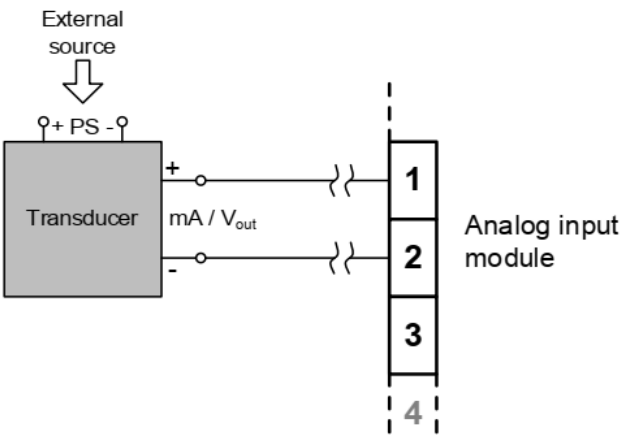 External
source
+ PS -
+
1
Transducer
mA / Vout
Analog input
module
-
2
3
4